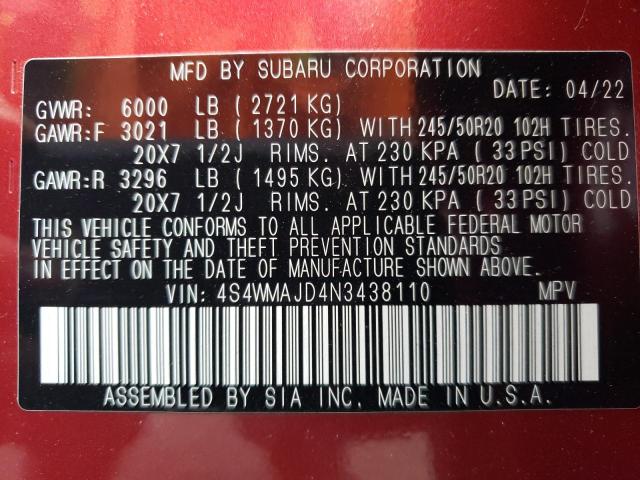 MFD BY SUBARU CORPORATION
DATE: 04/22
GVWR: 6000 LB ( 2721 KG)
GAWR:F 3021 LB ( 1370 KG) WITH 245/50R20 102H TIRES.
20X7 1/2J RIMS. AT 230 KPA ( 33 PSI) COLD
GAWR:R 3296 LB ( 1495 KG) WITH 245/50R20 102H TIRES.
20X7 1/2J RIMS. AT 230 KPA ( 33 PSI) COLD
THIS VEHICLE CONFORMS TO ALL APPLICABLE FEDERAL MOTOR
VEHICLE SAFETY AND THEFT PREVENTION STANDARDS
IN EFFECT ON THE DATE OF MANUFACTURE SHOWN ABOVE.
VIN: 4S4WMAJD4N3438110 MPV
ASSEMBLED BY SIA INC. MADE IN U.S.A.